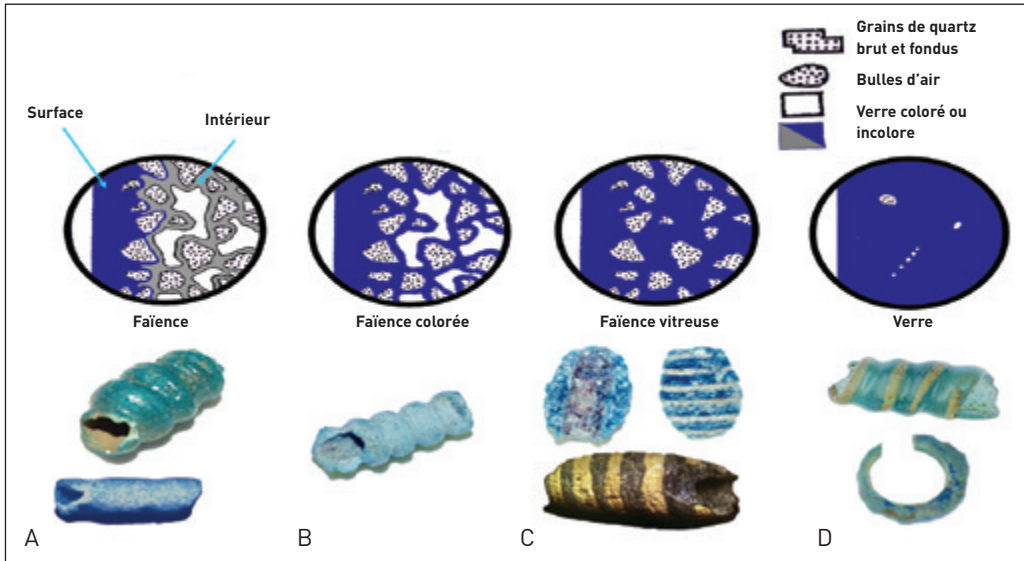 Grains de quartz
brut et fondus
Bulles d'air
Verre coloré ou
incolore
Surface
Intérieur
Faïence
Faïence colorée
Faïence vitreuse
Verre
A
B
C
D